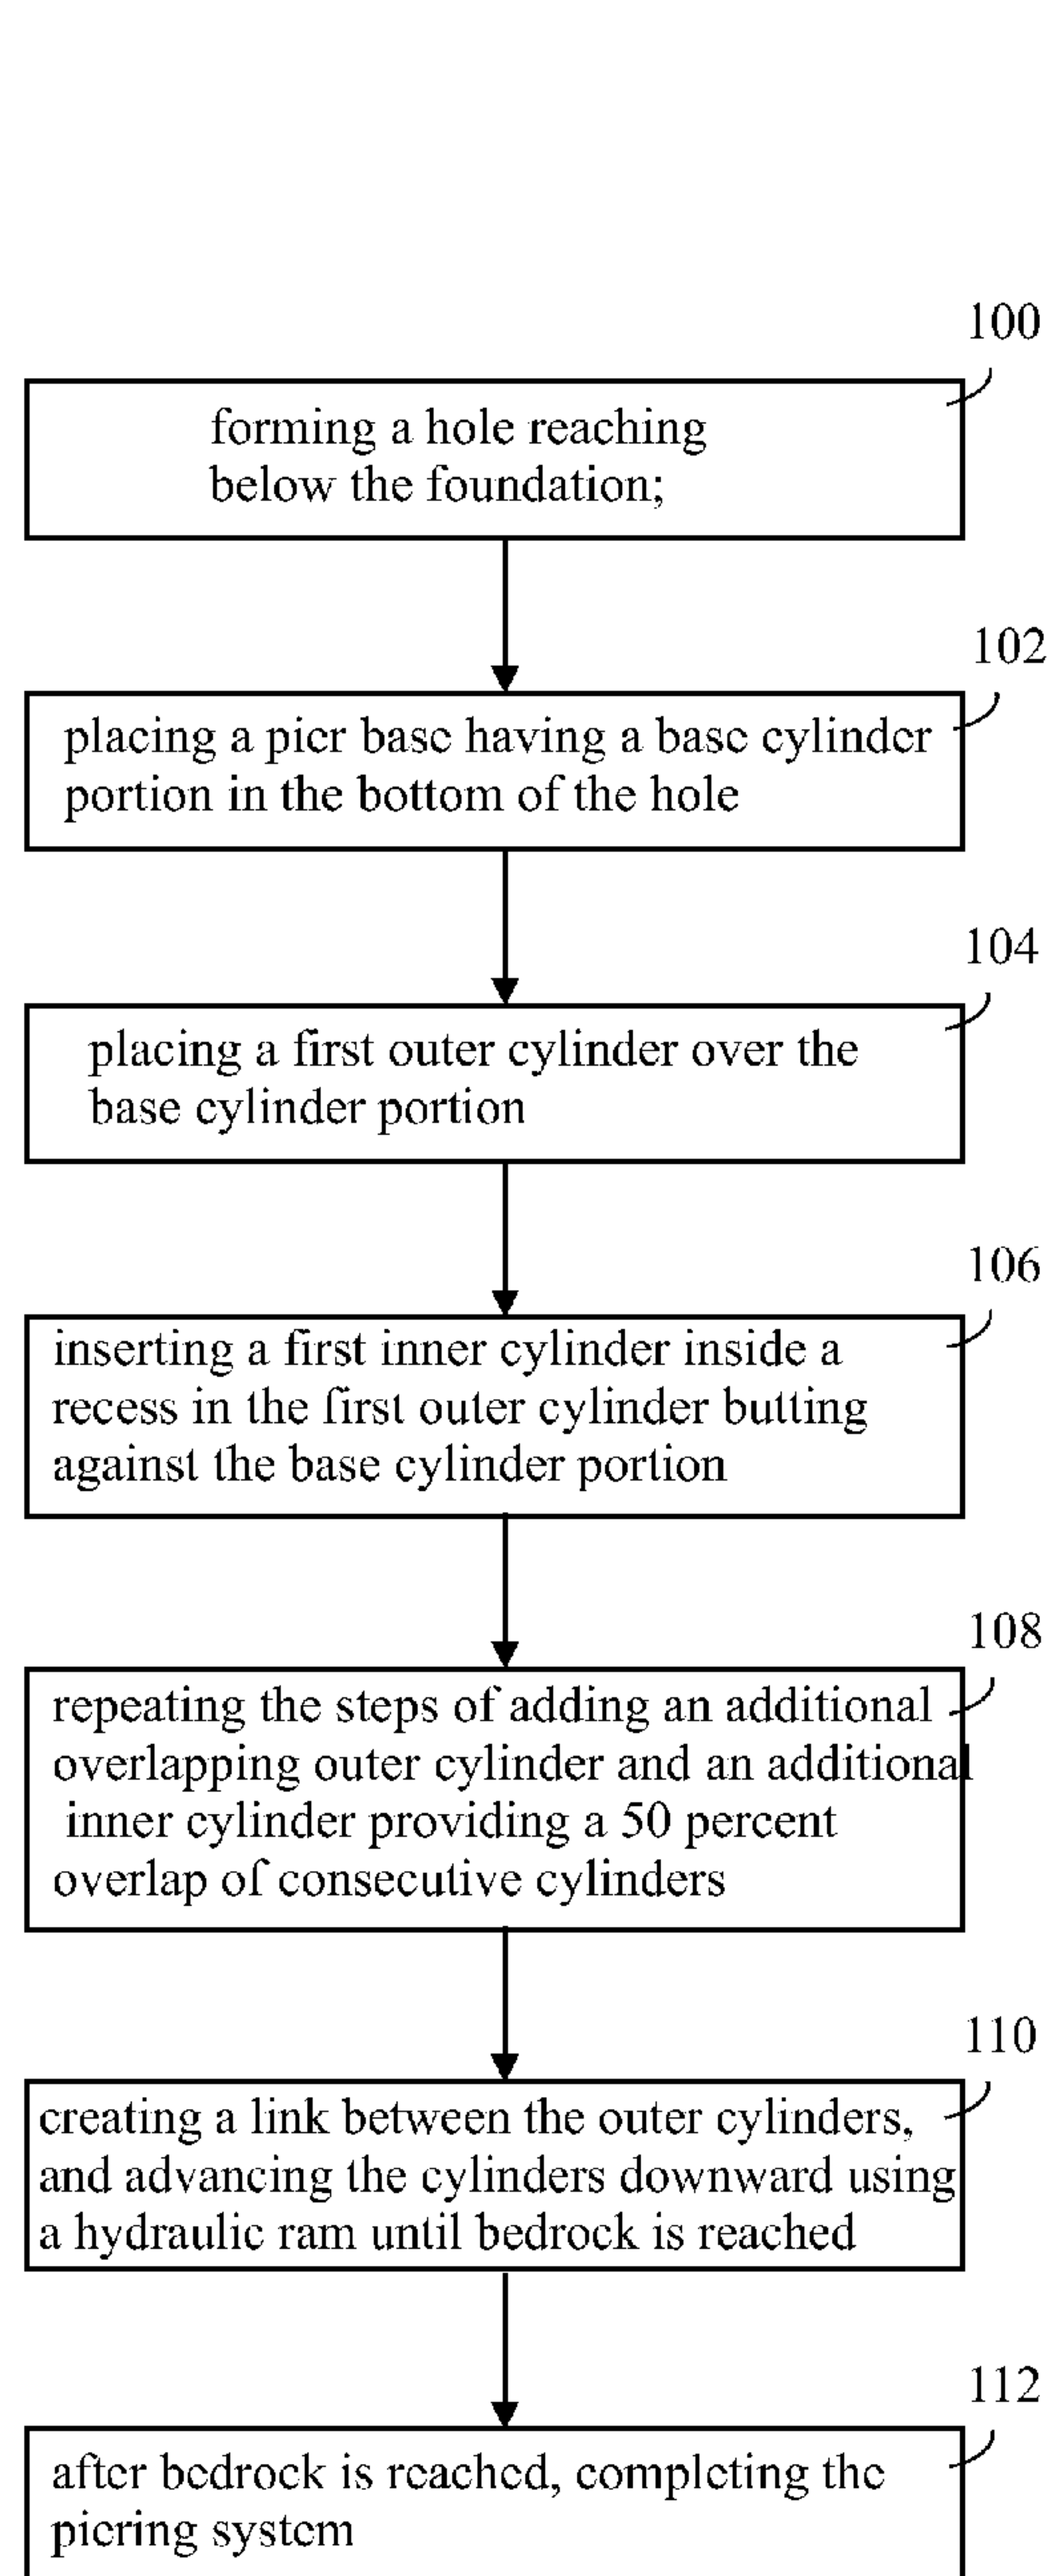 100
forming a hole reaching
below the foundation;
102
placing a pier base having a base cylinder
portion in the bottom of the hole
104
placing a first outer cylinder over the
base cylinder portion
106
inserting a first inner cylinder inside a
recess in the first outer cylinder butting
against the base cylinder portion
108
repeating the steps of adding an additional
overlapping outer cylinder and an additional
inner cylinder providing a 50 percent
overlap of consecutive cylinders
110
creating a link between the outer cylinders,
and advancing the cylinders downward using
a hydraulic ram until bedrock is reached
112
after bedrock is reached, completing the
piering system